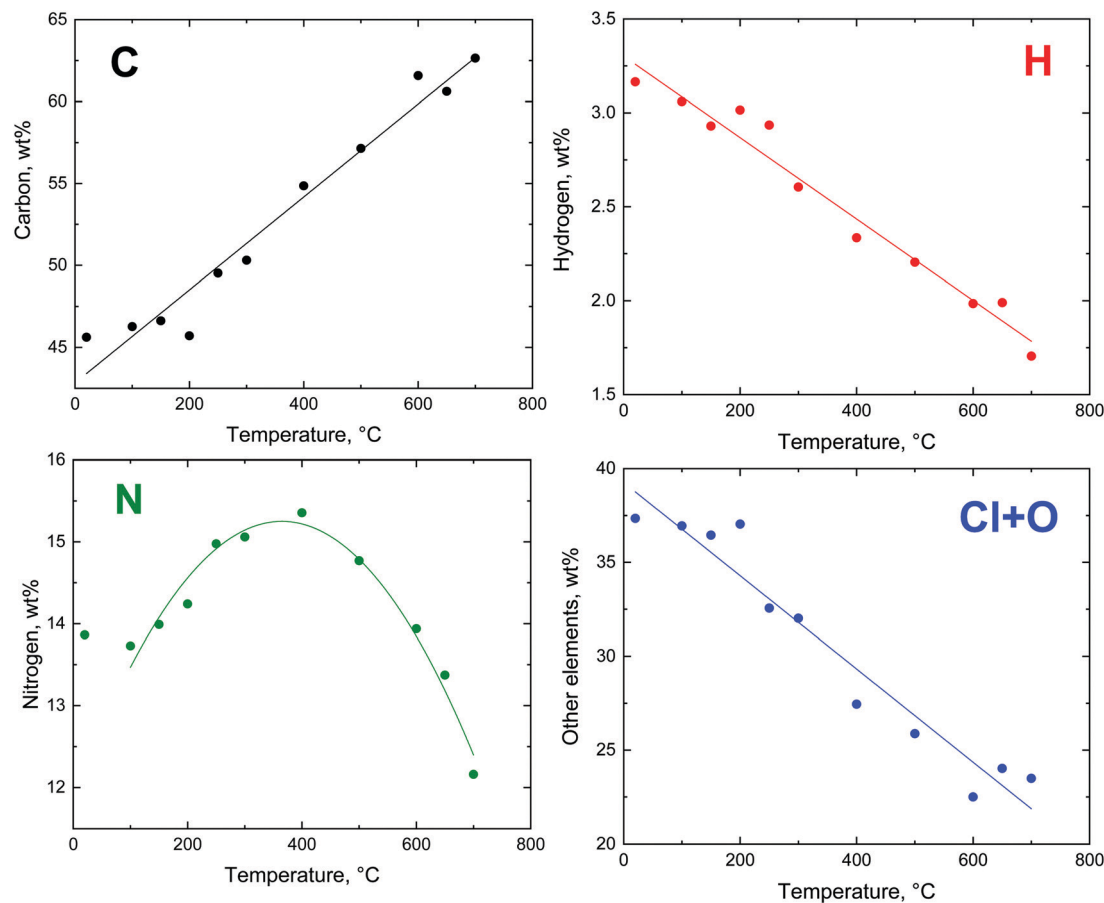 C
Carbon, wt%
65
60
55
50
45
0 200 400 600 800
Temperature, °C
H
Hydrogen, wt%
3.5
3.0
2.5
2.0
1.5
0 200 400 600 800
Temperature, °C
N
Nitrogen, wt%
16
15
14
13
12
0 200 400 600 800
Temperature, °C
Cl+O
Other elements, wt%
40
35
30
25
20
0 200 400 600 800
Temperature, °C